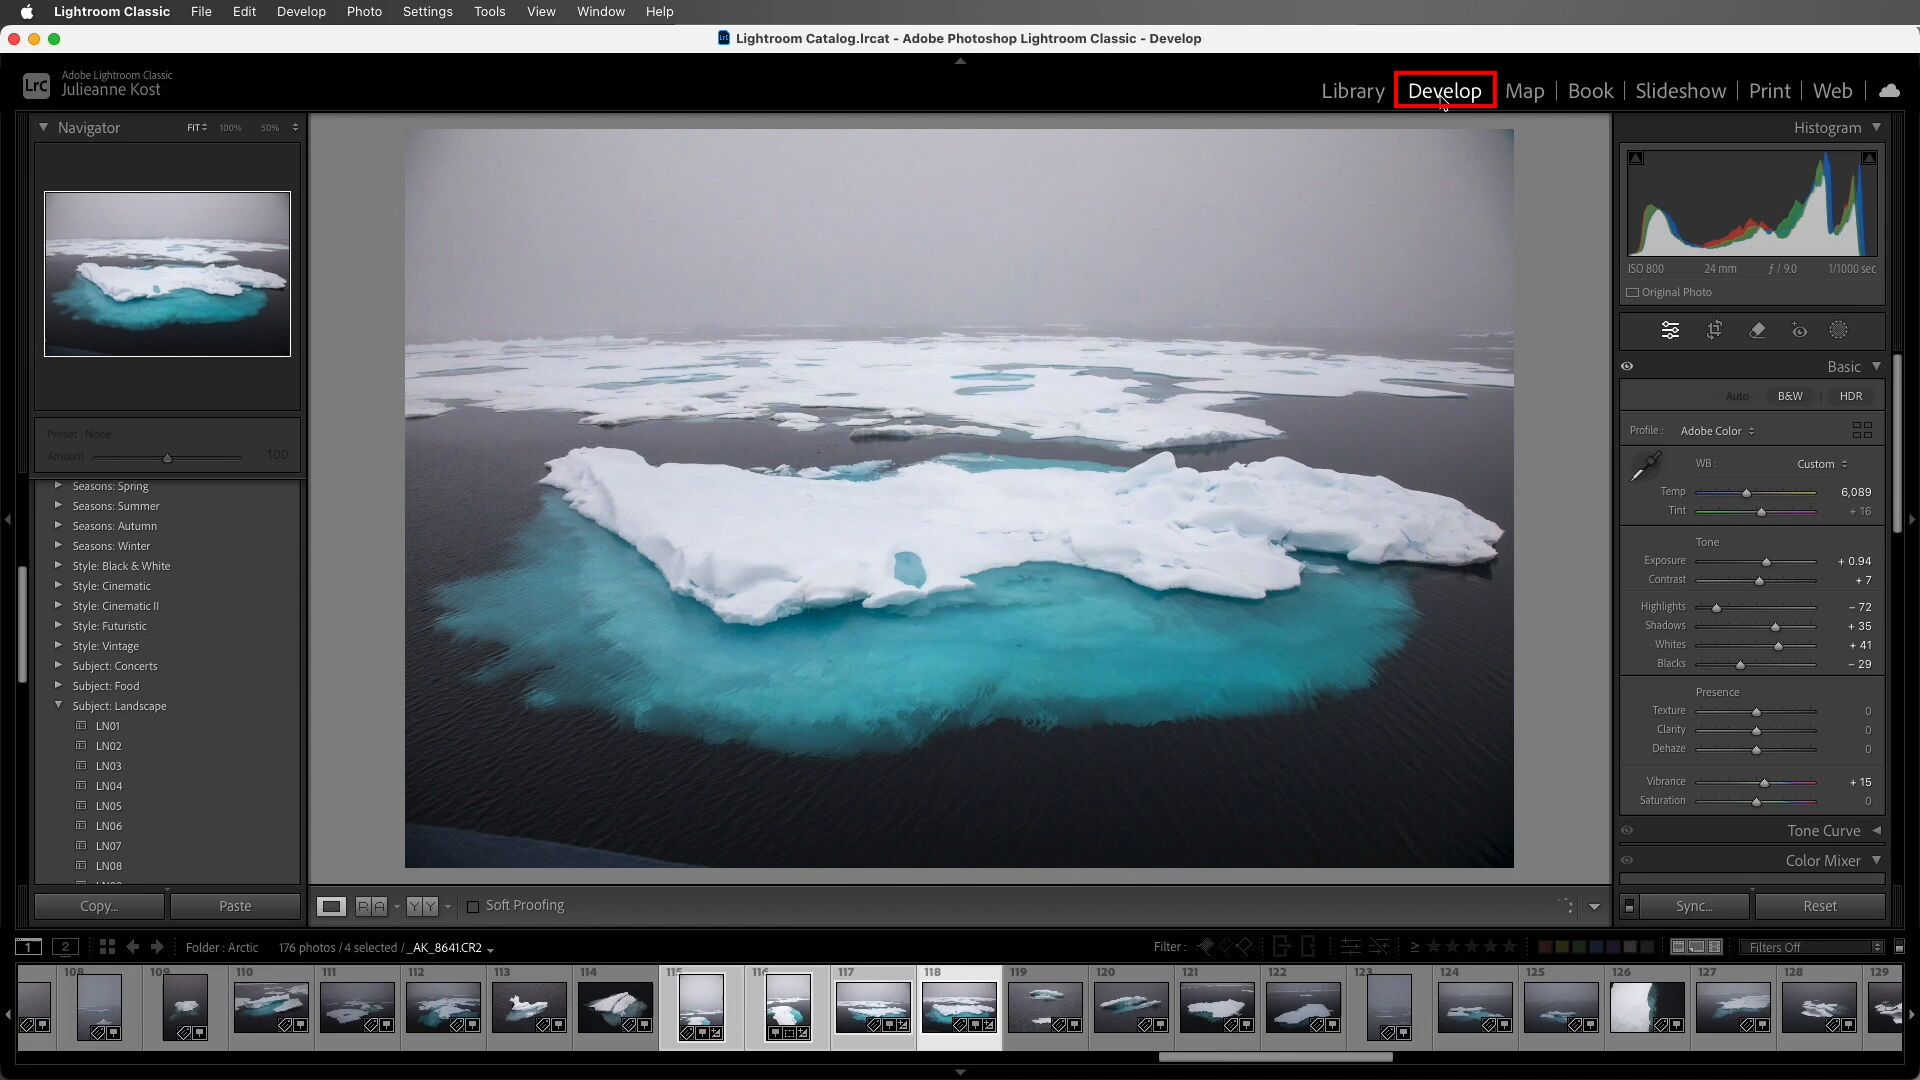 Lightroom Classic File Edit Develop Photo Settings Tools View Window Help
Lightroom Catalog.lrcat - Adobe Photoshop Lightroom Classic - Develop
LrC
Adobe Lightroom Classic
Julieanne Kost
Library Develop Map Book Slideshow Print Web
Navigator FIT 100% 50%
Preset : None
Amount 100
Seasons: Spring
Seasons: Summer
Seasons: Autumn
Seasons: Winter
Style: Black & White
Style: Cinematic
Style: Cinematic II
Style: Futuristic
Style: Vintage
Subject: Concerts
Subject: Food
Subject: Landscape
LN01
LN02
LN03
LN04
LN05
LN06
LN07
LN08
Copy... Paste
R A Y Y Soft Proofing
Histogram
ISO 800 24 mm ƒ / 9.0 1/1000 sec
Original Photo
Basic
Auto B&W HDR
Profile : Adobe Color
WB : Custom
Temp 6,089
Tint + 16
Tone
Exposure + 0.94
Contrast + 7
Highlights − 72
Shadows + 35
Whites + 41
Blacks − 29
Presence
Texture 0
Clarity 0
Dehaze 0
Vibrance + 15
Saturation 0
Tone Curve
Color Mixer
Sync... Reset
1 2 Folder : Arctic 176 photos / 4 selected / _AK_8641.CR2 Filter : ≥ Filters Off
108 109 110 111 112 113 114 115 116 117 118 119 120 121 122 123 124 125 126 127 128 129